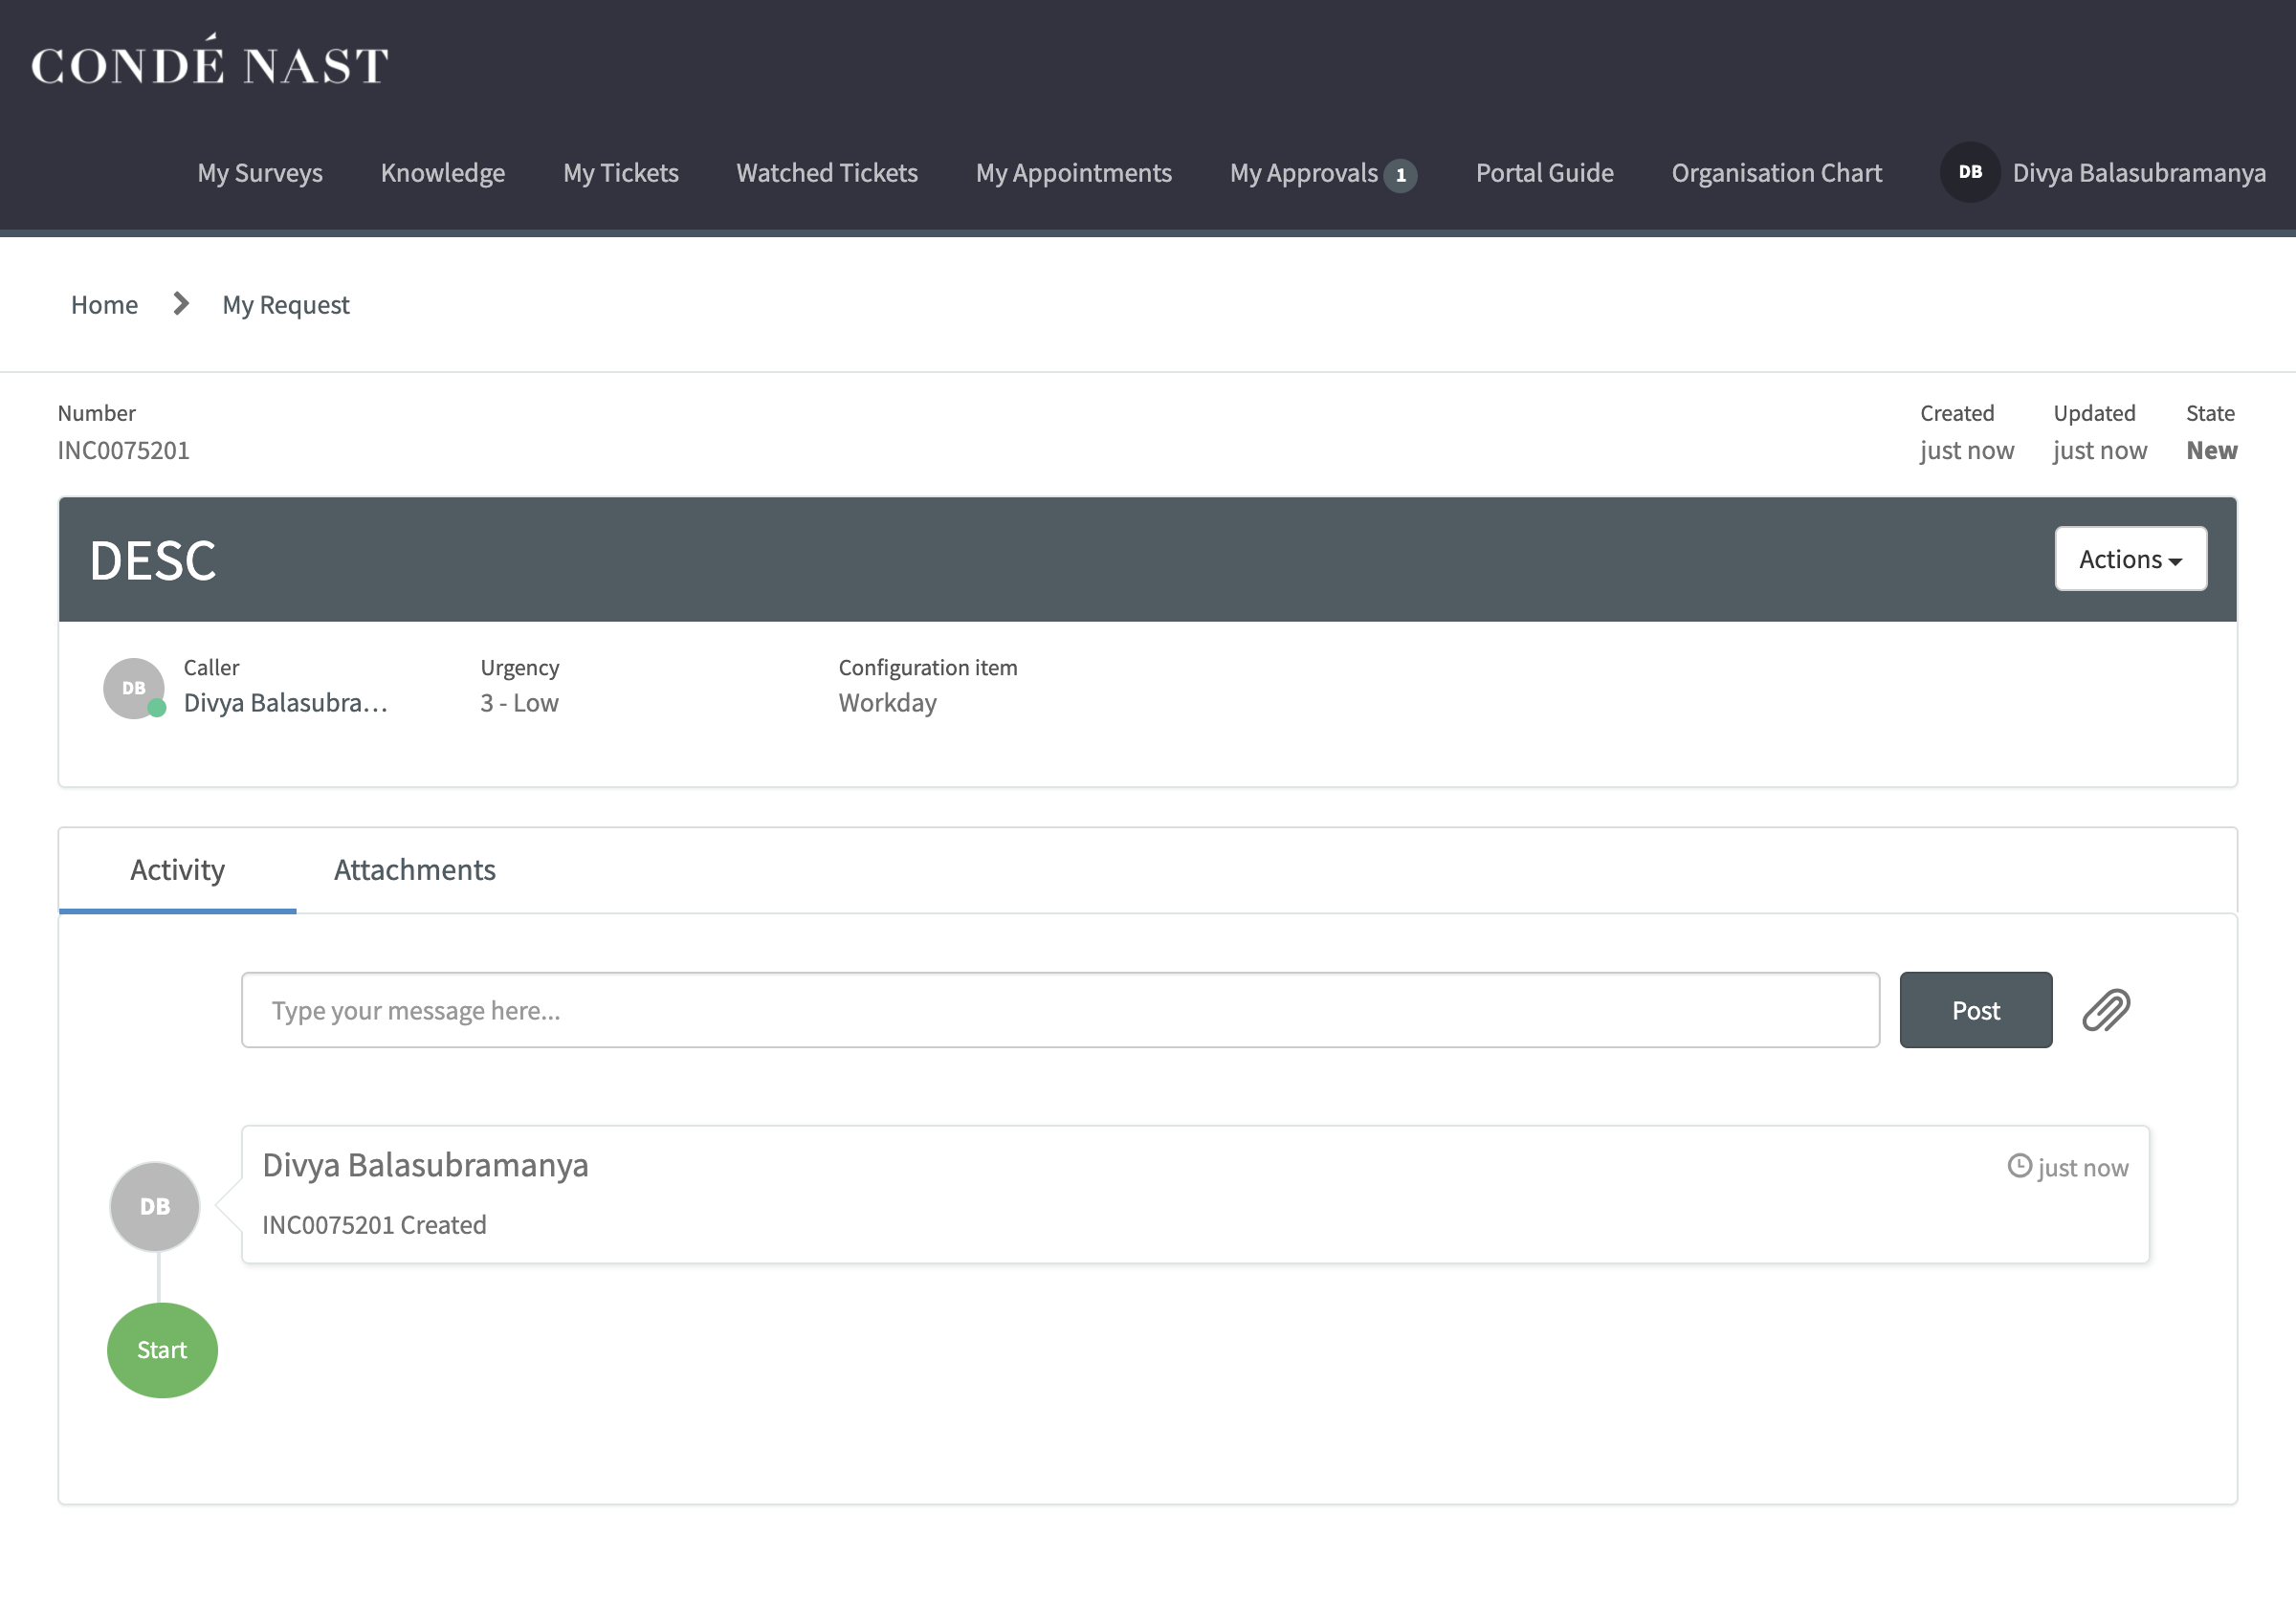 CONDÉ NAST
My Surveys Knowledge My Tickets Watched Tickets My Appointments My Approvals 1 Portal Guide Organisation Chart DB Divya Balasubramanya
Home My Request
Number Created Updated State
INC0075201 just now just now New
DESC Actions
DB
Caller Urgency Configuration item
Divya Balasubra... 3 - Low Workday
Activity Attachments
Type your message here... Post
DB
Divya Balasubramanya just now
INC0075201 Created
Start